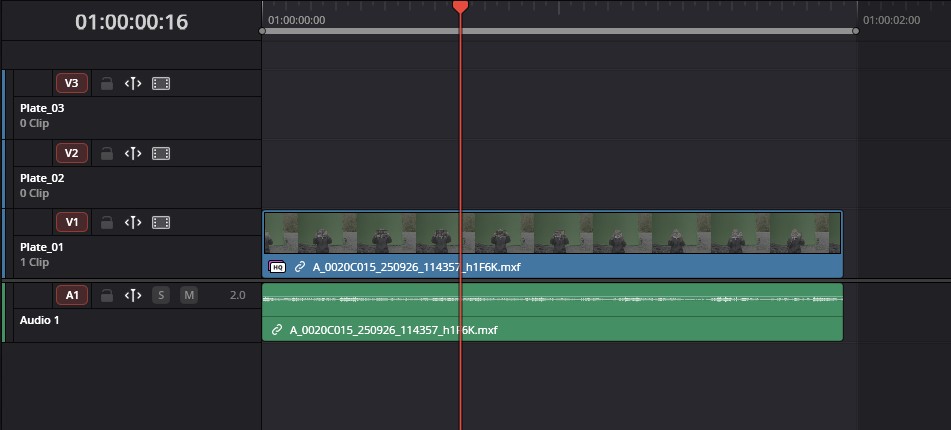 01:00:00:16
01:00:00:00
01:00:02:00
V3
Plate_03
0 Clip
V2
Plate_02
0 Clip
V1
Plate_01
1 Clip
HQ
A_0020C015_250926_114357_h1F6K.mxf
A1 S M 2.0
Audio 1
A_0020C015_250926_114357_h1F6K.mxf